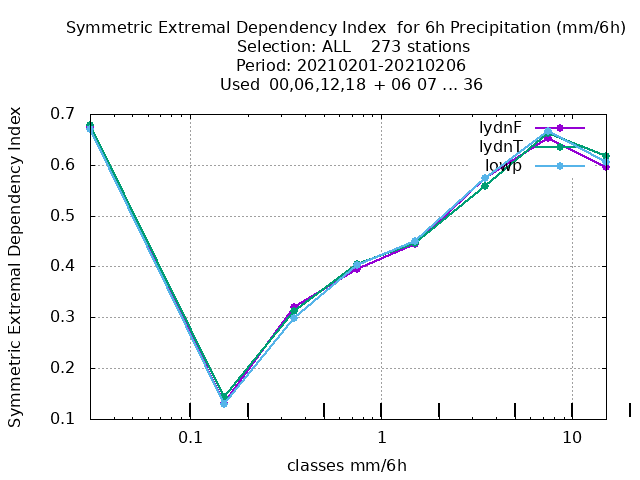 Symmetric Extremal Dependency Index  for 6h Precipitation (mm/6h)
Selection: ALL    273 stations
Period: 20210201-20210206
Used  00,06,12,18  + 06 07 ... 36
Symmetric Extremal Dependency Index
0.7
0.6
0.5
0.4
0.3
0.2
0.1
lydnF
lydnT
lowp
0.1
1
10
classes mm/6h